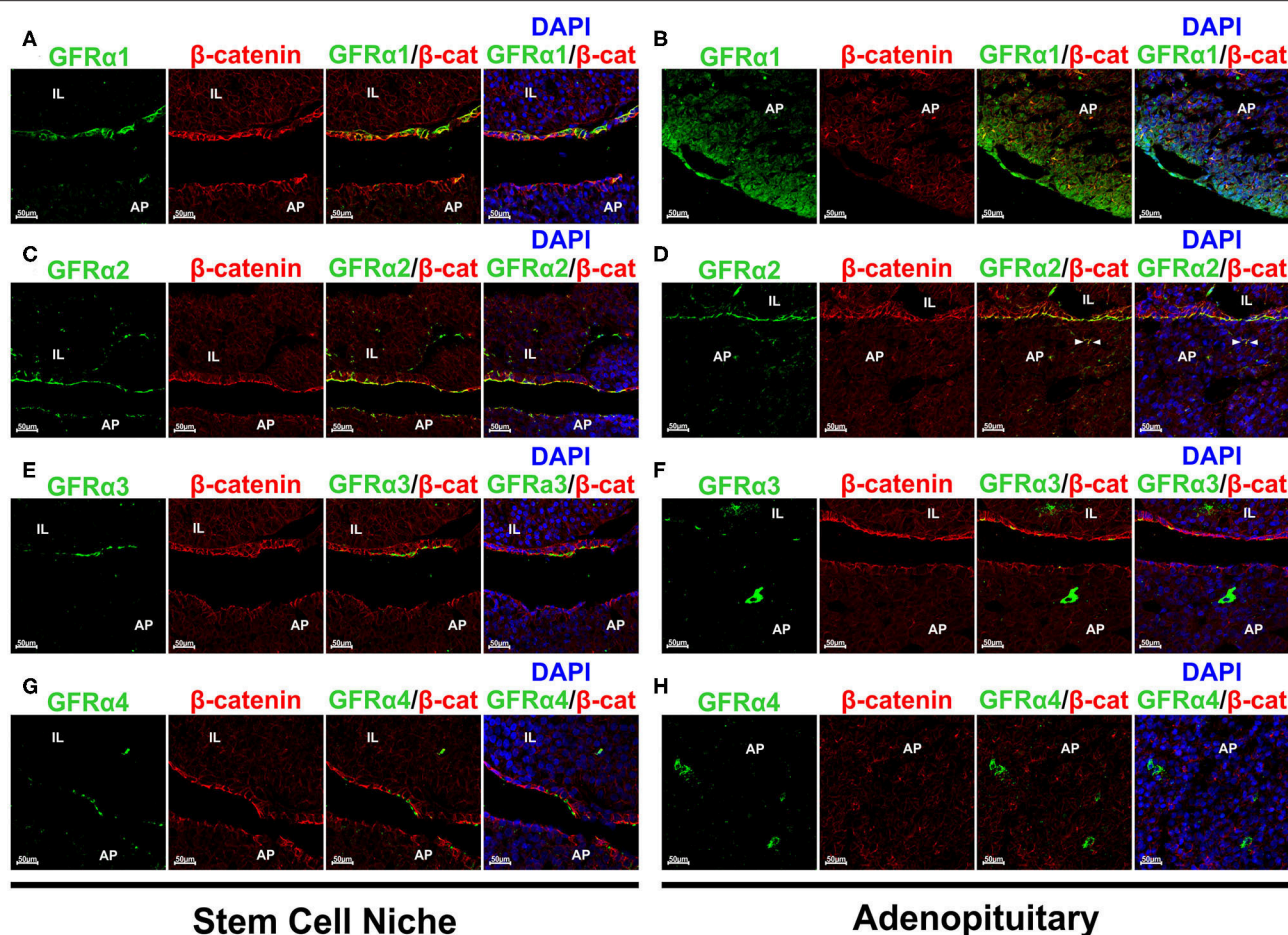 A
DAPI
GFRα1 β-catenin GFRα1/β-cat GFRα1/β-cat
IL IL IL IL
AP AP AP AP
50µm 50µm 50µm 50µm
B
DAPI
GFRα1 β-catenin GFRα1/β-cat GFRα1/β-cat
AP AP AP AP
50µm 50µm 50µm 50µm
C
DAPI
GFRα2 β-catenin GFRα2/β-cat GFRα2/β-cat
IL IL IL IL
AP AP AP AP
50µm 50µm 50µm 50µm
D
DAPI
GFRα2 β-catenin GFRα2/β-cat GFRα2/β-cat
IL IL IL IL
AP AP AP AP
50µm 50µm 50µm 50µm
E
DAPI
GFRα3 β-catenin GFRα3/β-cat GFRa3/β-cat
IL IL IL IL
AP AP AP AP
50µm 50µm 50µm 50µm
F
DAPI
GFRα3 β-catenin GFRα3/β-cat GFRα3/β-cat
IL IL IL IL
AP AP AP AP
50µm 50µm 50µm 50µm
G
DAPI
GFRα4 β-catenin GFRα4/β-cat GFRα4/β-cat
IL IL IL IL
AP AP AP AP
50µm 50µm 50µm 50µm
H
DAPI
GFRα4 β-catenin GFRα4/β-cat GFRα4/β-cat
AP AP AP AP
50µm 50µm 50µm 50µm
Stem Cell Niche
Adenopituitary